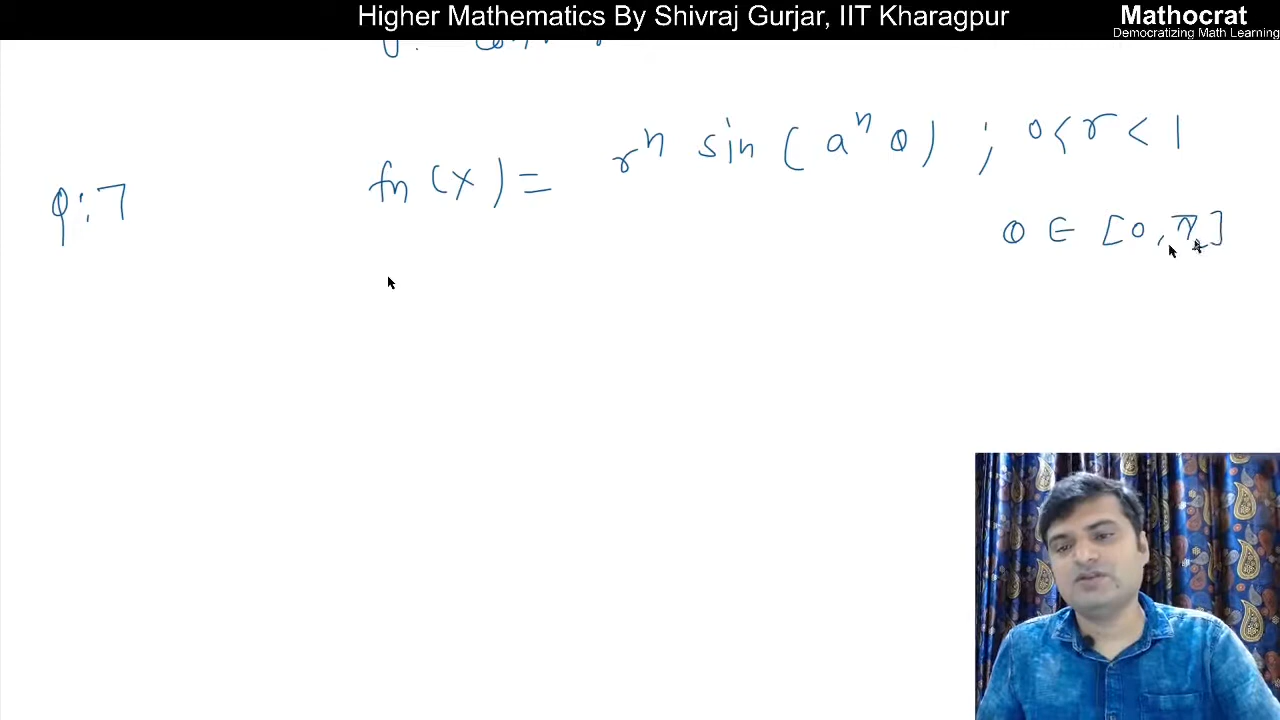 Higher Mathematics By Shivraj Gurjar, IIT Kharagpur
Mathocrat
Democratizing Math Learning
Q:7 fn (x) = r^n sin ( a^n θ ) ; 0 < r < 1
θ ∈ [0, π]